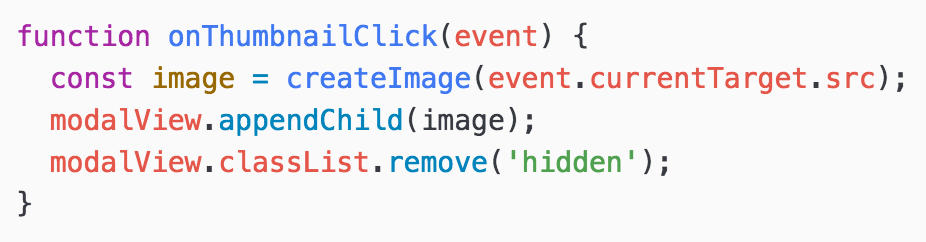 function onThumbnailClick(event) {
  const image = createImage(event.currentTarget.src);
  modalView.appendChild(image);
  modalView.classList.remove('hidden');
}